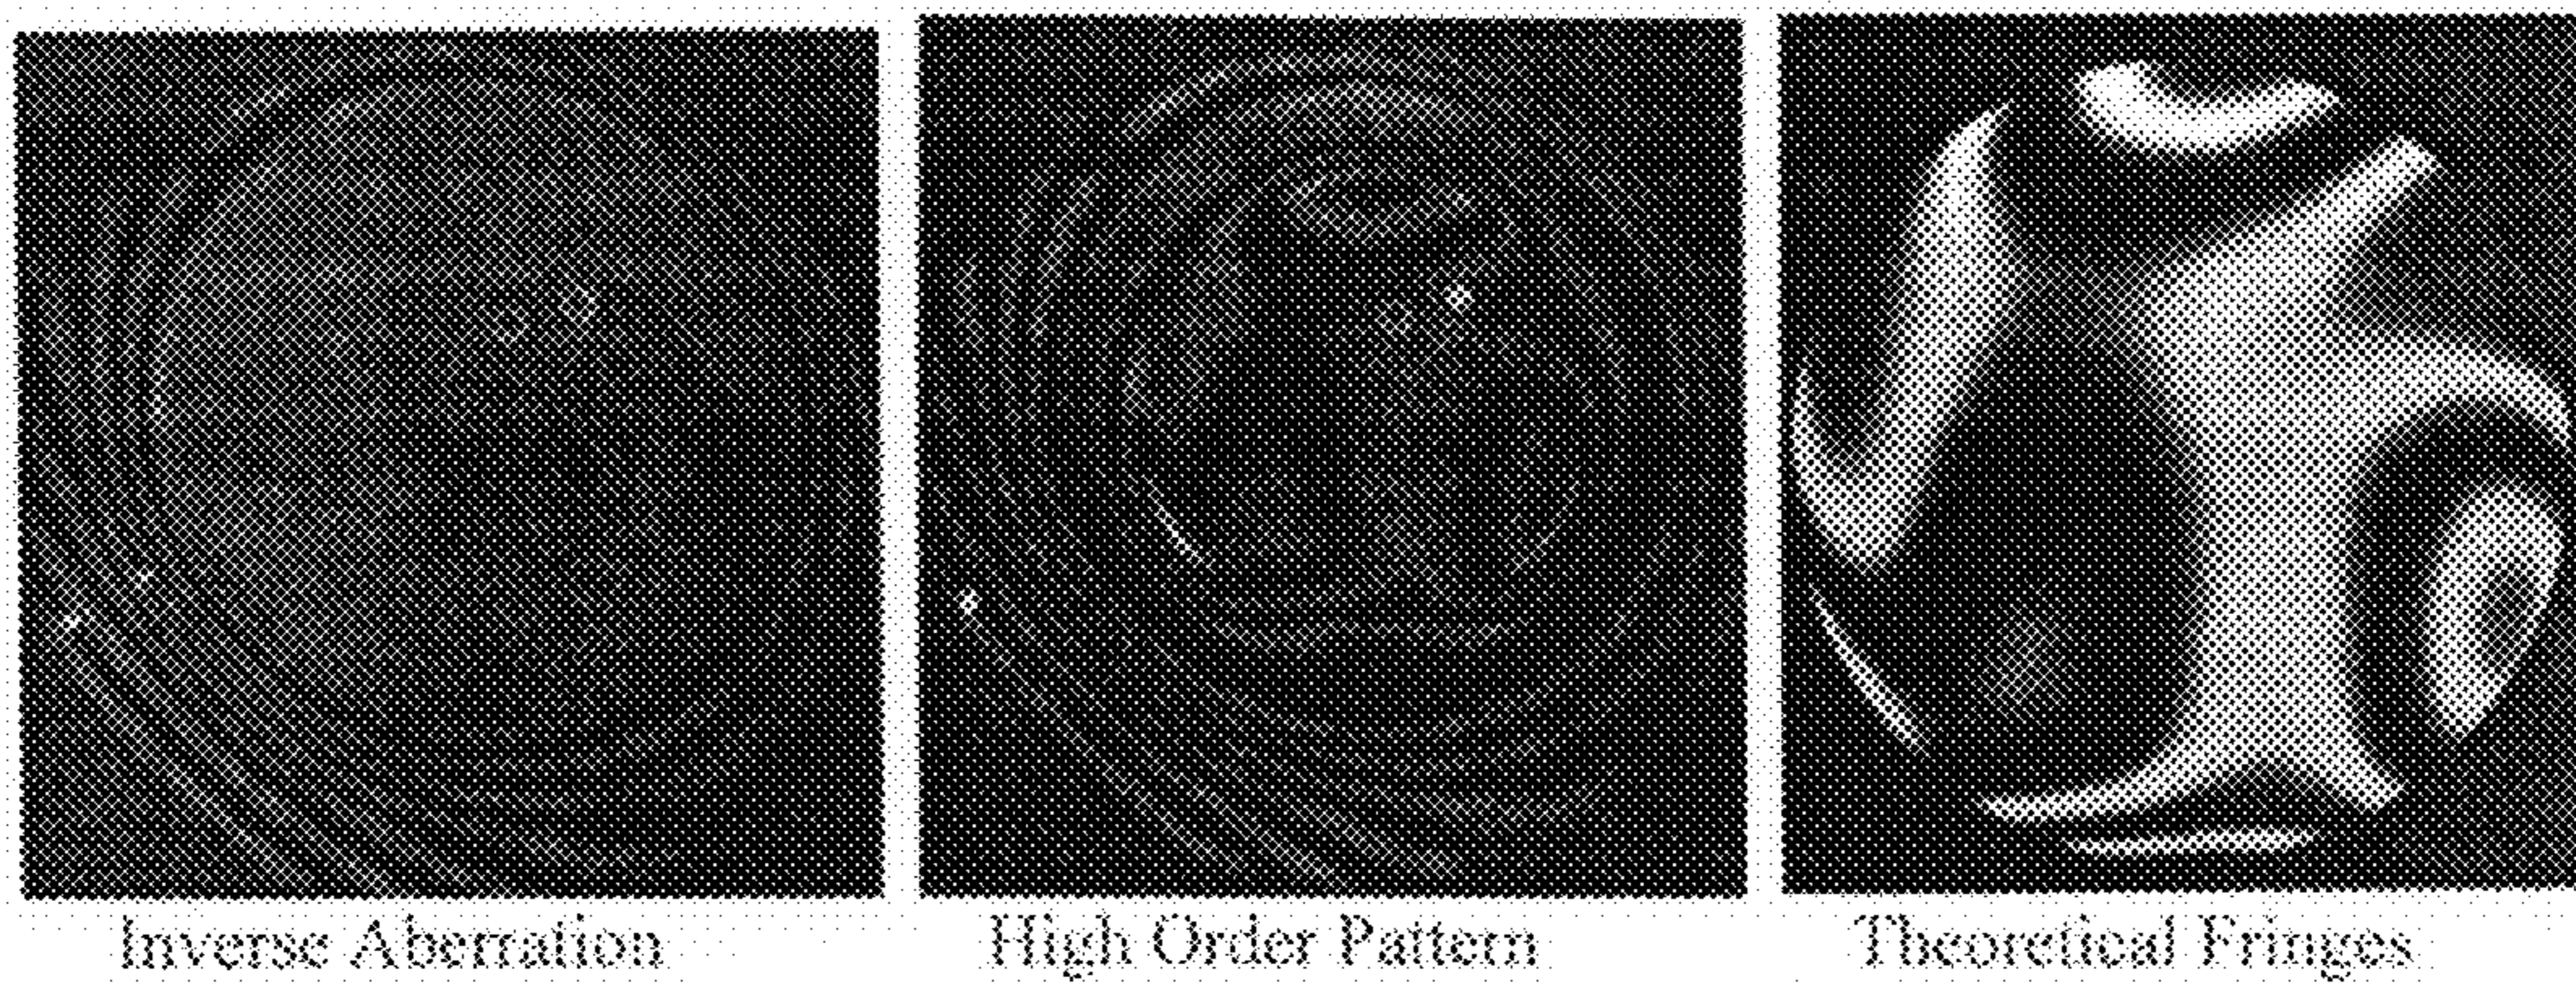 Inverse Aberration
High Order Pattern
Theoretical Fringes